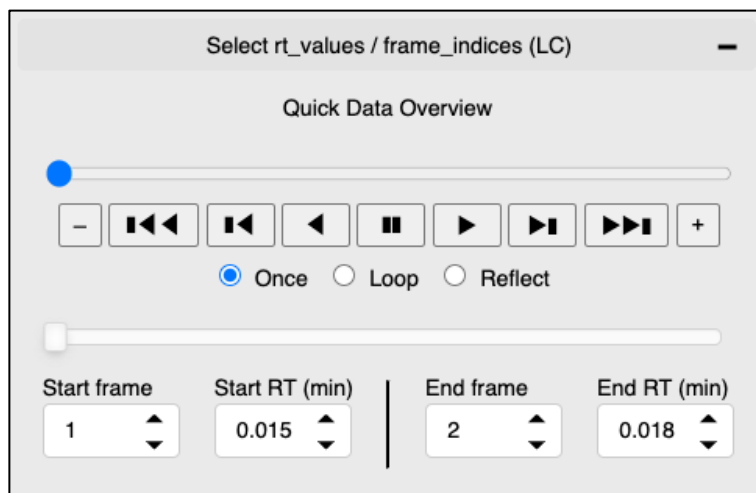 Select rt_values / frame_indices (LC) −
Quick Data Overview
– +
Once Loop Reflect
Start frame Start RT (min) End frame End RT (min)
1 0.015 2 0.018